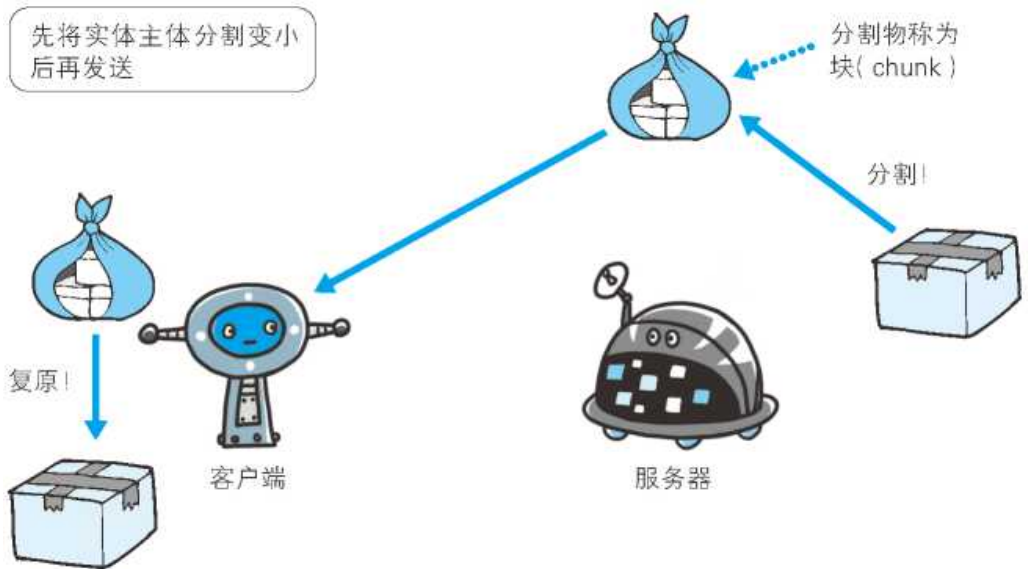 先将实体主体分割变小
后再发送
分割物称为
块( chunk )
分割!
复原!
客户端
服务器